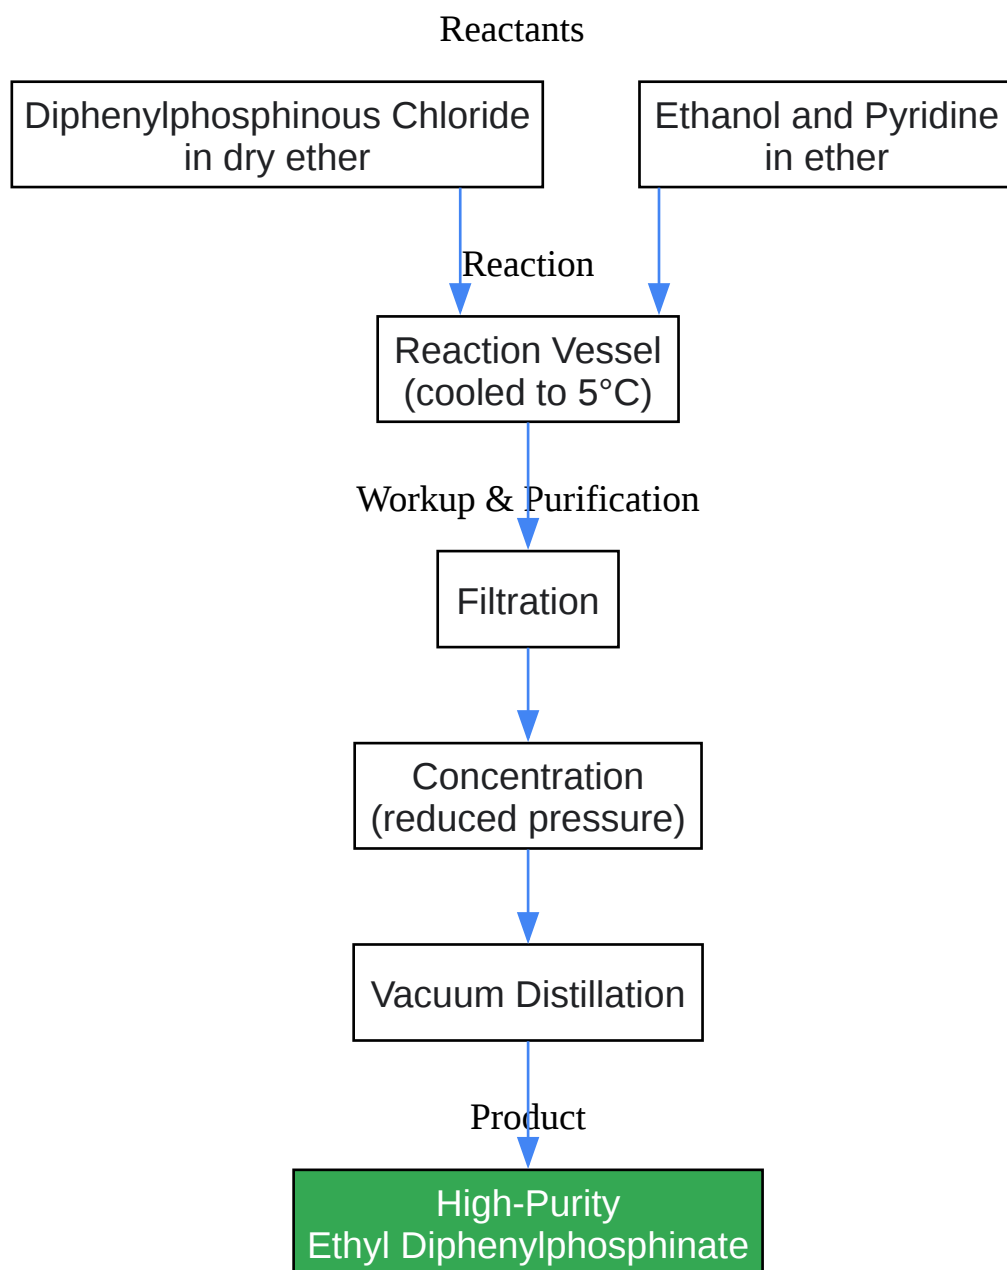 Reactants
Diphenylphosphinous Chloride
in dry ether
Ethanol and Pyridine
in ether
Reaction
Reaction Vessel
(cooled to 5°C)
Workup & Purification
Filtration
Concentration
(reduced pressure)
Vacuum Distillation
Product
High-Purity
Ethyl Diphenylphosphinate